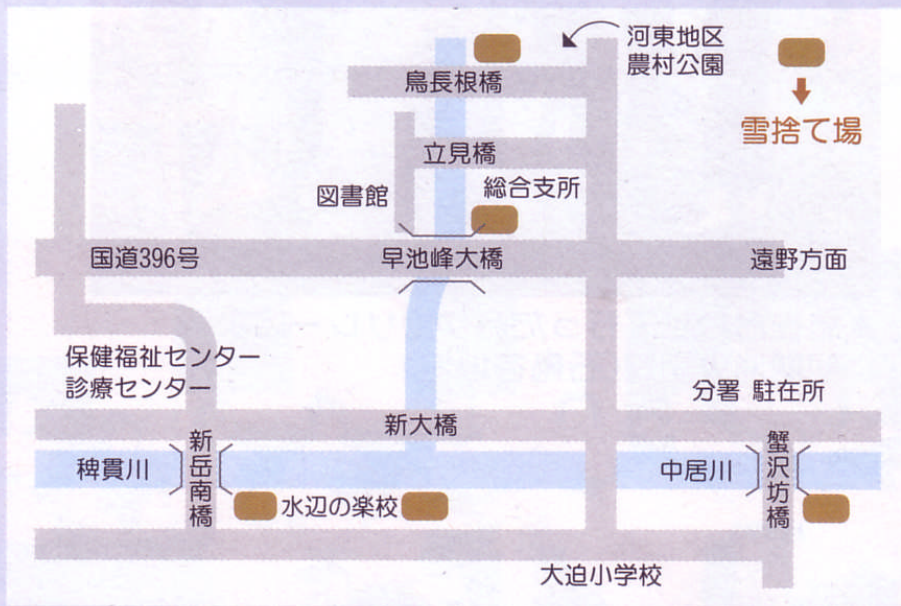 河東地区
農村公園
鳥長根橋
雪捨て場
立見橋
図書館
総合支所
国道396号
早池峰大橋
遠野方面
保健福祉センター
診療センター
分署 駐在所
新大橋
稗貫川
新岳南橋
中居川
蟹沢坊橋
水辺の楽校
大迫小学校